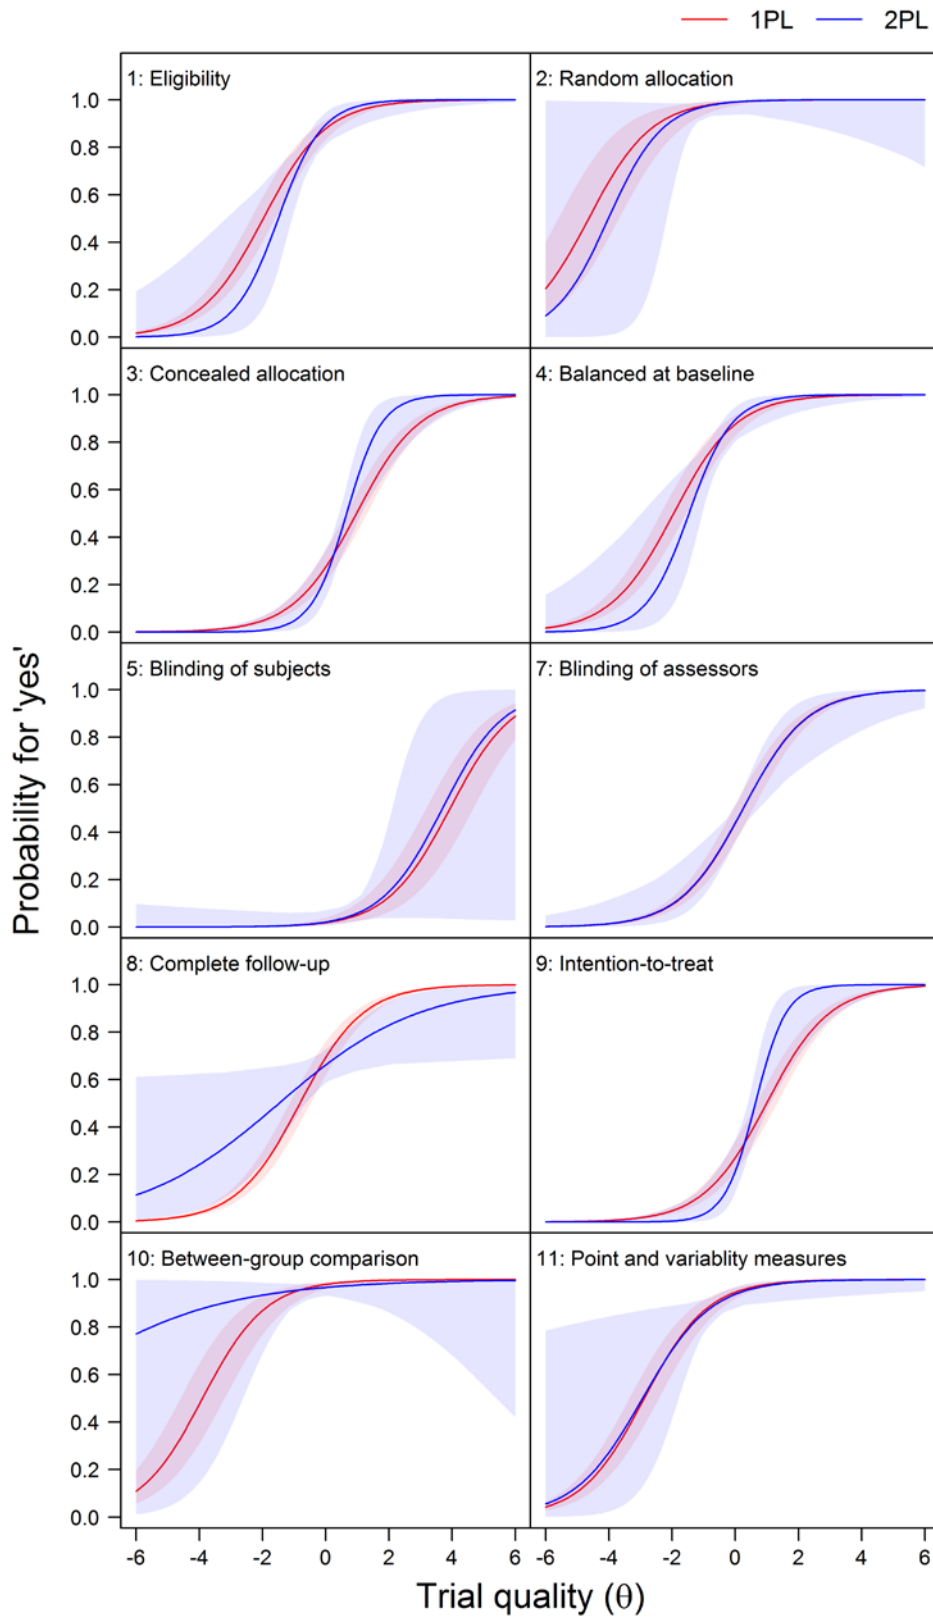 1PL 2PL
1: Eligibility
2: Random allocation
1.0
0.8
0.6
0.4
0.2
0.0
3: Concealed allocation
4: Balanced at baseline
1.0
0.8
0.6
0.4
0.2
0.0
5: Blinding of subjects
7: Blinding of assessors
1.0
0.8
0.6
0.4
0.2
0.0
Probability for 'yes'
8: Complete follow-up
9: Intention-to-treat
1.0
0.8
0.6
0.4
0.2
0.0
10: Between-group comparison
11: Point and variablity measures
1.0
0.8
0.6
0.4
0.2
0.0
-6 -4 -2 0 2 4 6
-6 -4 -2 0 2 4 6
Trial quality (θ)